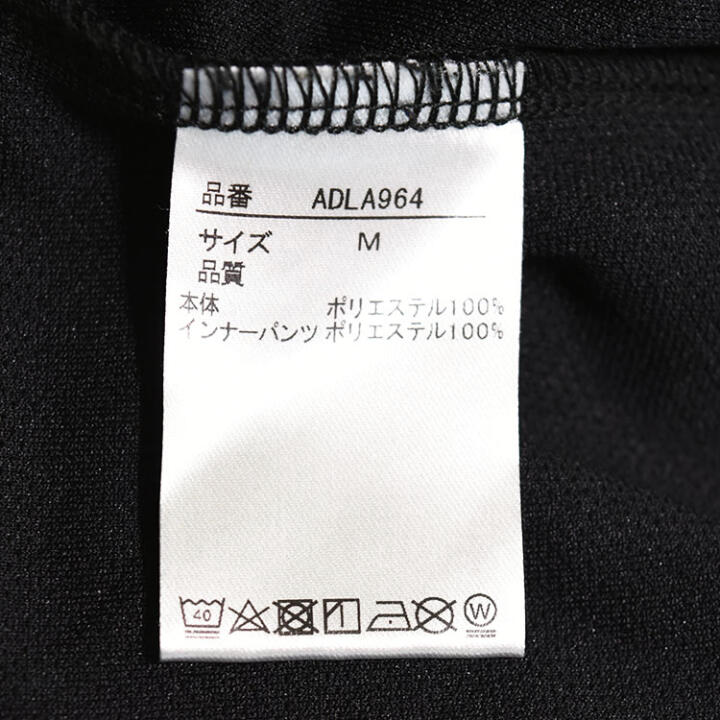 品番 ADLA964
サイズ M
品質
本体 ポリエステル100%
インナーパンツ ポリエステル100%
40
W